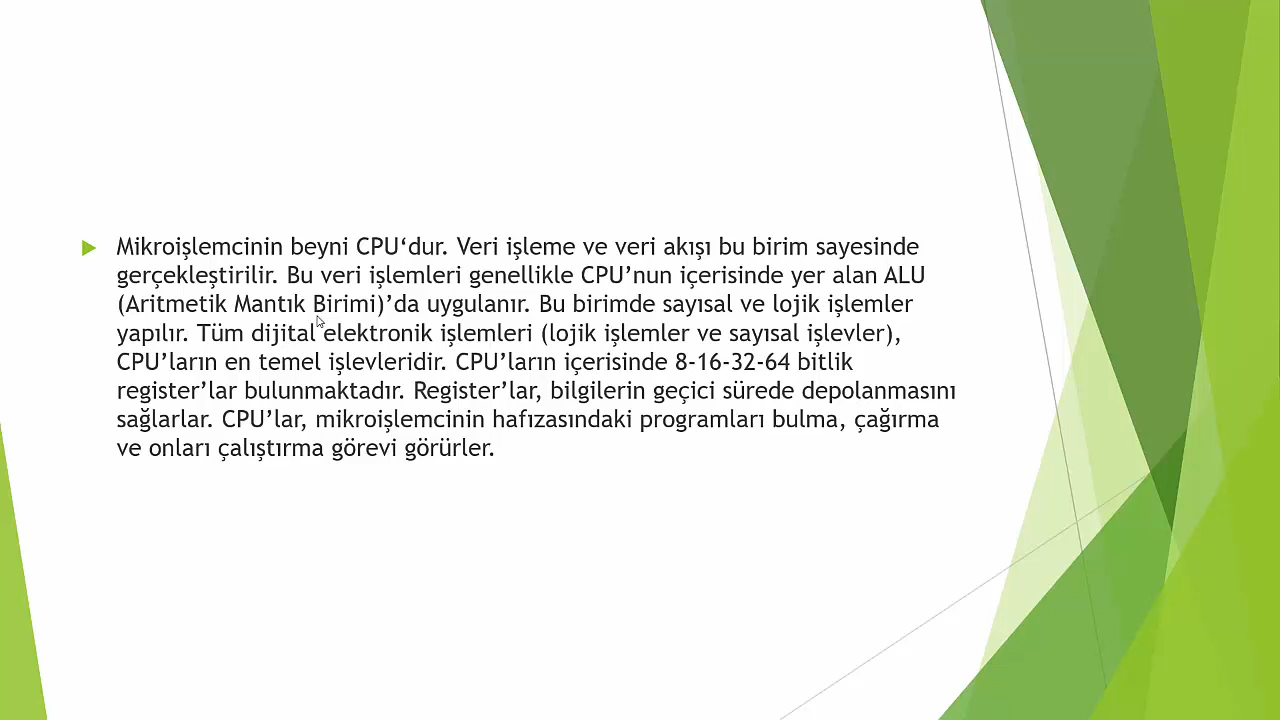 Mikroişlemcinin beyni CPU‘dur. Veri işleme ve veri akışı bu birim sayesinde
gerçekleştirilir. Bu veri işlemleri genellikle CPU’nun içerisinde yer alan ALU
(Aritmetik Mantık Birimi)’da uygulanır. Bu birimde sayısal ve lojik işlemler
yapılır. Tüm dijital elektronik işlemleri (lojik işlemler ve sayısal işlevler),
CPU’ların en temel işlevleridir. CPU’ların içerisinde 8-16-32-64 bitlik
register’lar bulunmaktadır. Register’lar, bilgilerin geçici sürede depolanmasını
sağlarlar. CPU’lar, mikroişlemcinin hafızasındaki programları bulma, çağırma
ve onları çalıştırma görevi görürler.